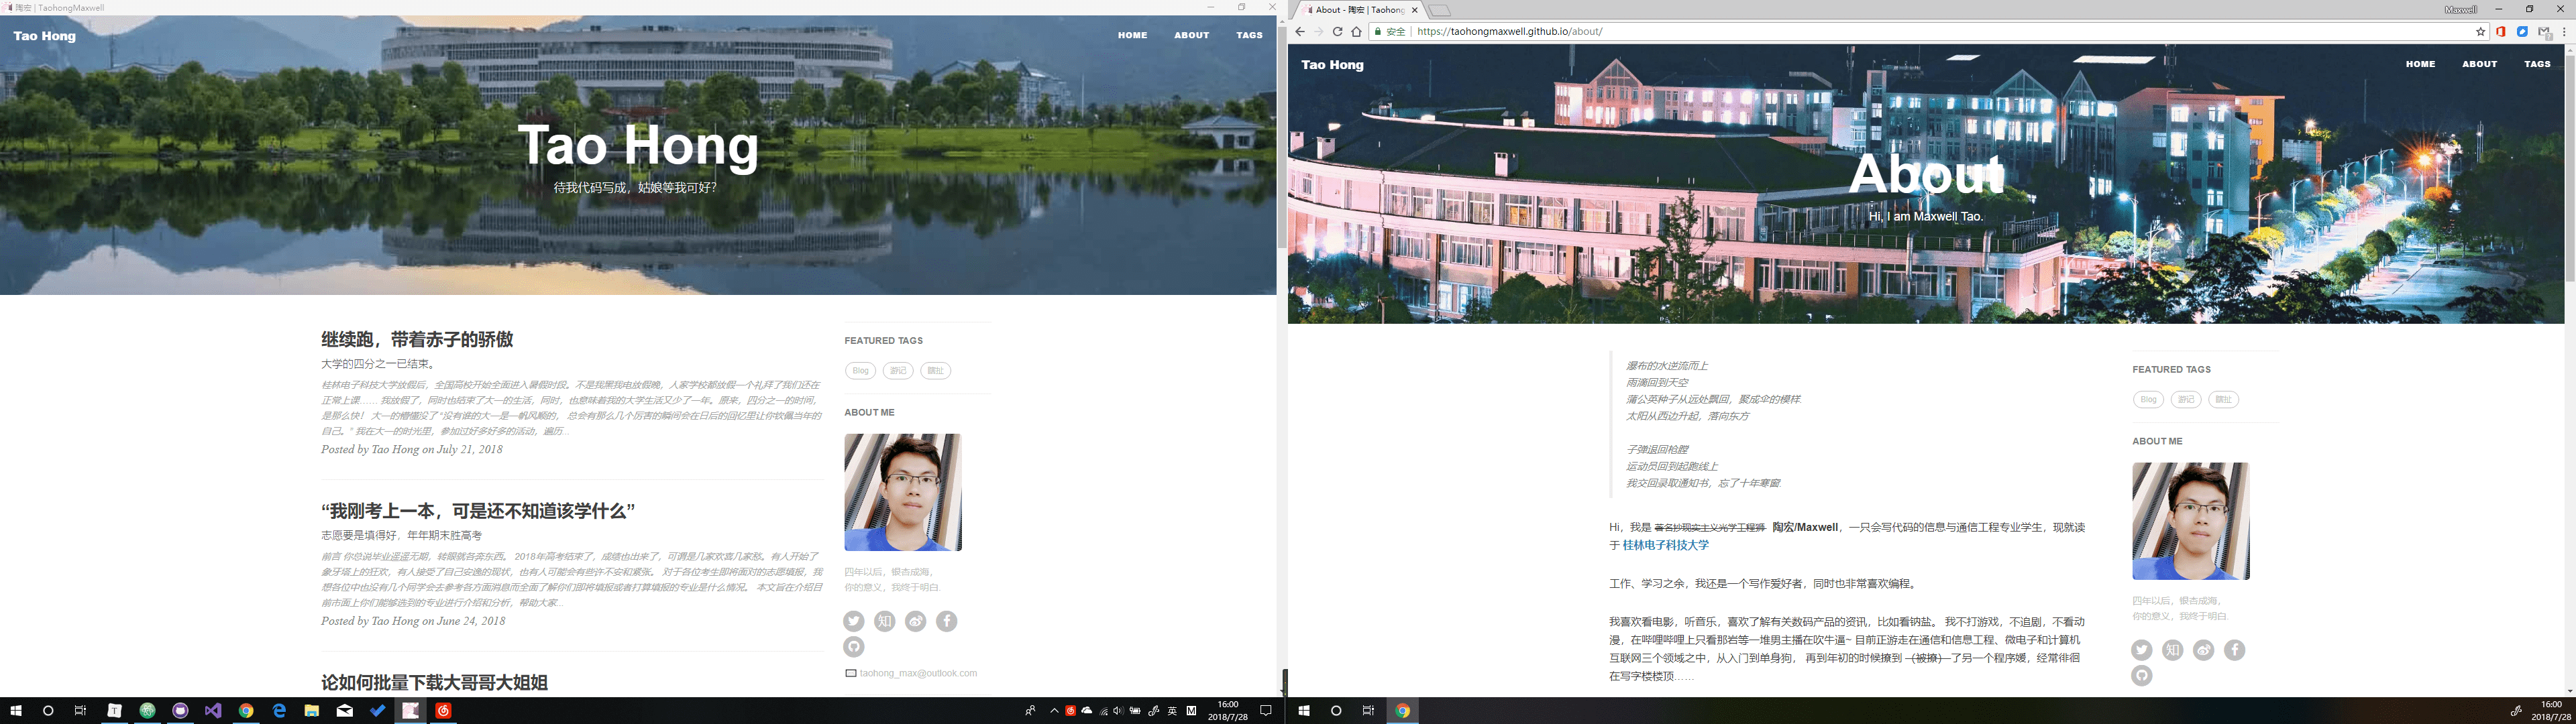 陶宏 | TaohongMaxwell
Tao Hong
HOME ABOUT TAGS
Tao Hong
待我代码写成，姑娘等我可好?
继续跑，带着赤子的骄傲
大学的四分之一已结束。
桂林电子科技大学放假后，全国高校开始全面进入暑假时段。不是我黑我电放假晚，人家学校都放假一个礼拜了我们还在
正常上课…… 我放假了，同时也结束了大一的生活，同时，也意味着我的大学生活又少了一年。原来，四分之一的时间，
是那么快！ 大一的懵懂没了 “没有谁的大一是一帆风顺的， 总会有那么几个厉害的瞬间会在日后的回忆里让你钦佩当年的
自己。” 我在大一的时光里，参加过好多好多的活动，遍历...
Posted by Tao Hong on July 21, 2018
“我刚考上一本，可是还不知道该学什么”
志愿要是填得好，年年期末胜高考
前言 你总说毕业遥遥无期，转眼就各奔东西。 2018年高考结束了，成绩也出来了，可谓是几家欢喜几家愁。有人开始了
象牙塔上的狂欢，有人接受了自己安逸的现状，也有人可能会有些许不安和紧张。 对于各位考生即将面对的志愿填报，我
想各位中也没有几个同学会去参考各方面消息而全面了解你们即将填报或者打算填报的专业是什么情况。 本文旨在介绍目
前市面上你们能够选到的专业进行介绍和分析，帮助大家...
Posted by Tao Hong on June 24, 2018
论如何批量下载大哥哥大姐姐
FEATURED TAGS
Blog 游记 瞎扯
ABOUT ME
四年以后，银杏成海，
你的意义，我终于明白.
知
taohong_max@outlook.com
英 M
16:00
2018/7/28
About - 陶宏 | Taohong
Maxwell
安全 | https://taohongmaxwell.github.io/about/
Tao Hong
HOME ABOUT TAGS
About
Hi, I am Maxwell Tao.
瀑布的水逆流而上
雨滴回到天空
蒲公英种子从远处飘回，聚成伞的模样.
太阳从西边升起，落向东方
子弹退回枪膛
运动员回到起跑线上
我交回录取通知书，忘了十年寒窗.
Hi，我是 著名抄现实主义光学工程狮 陶宏/Maxwell，一只会写代码的信息与通信工程专业学生，现就读
于 桂林电子科技大学
工作、学习之余，我还是一个写作爱好者，同时也非常喜欢编程。
我喜欢看电影，听音乐，喜欢了解有关数码产品的资讯，比如看钠盐。 我不打游戏，不追剧，不看动
漫，在哔哩哔哩上只看那岩等一堆男主播在吹牛逼~ 目前正游走在通信和信息工程、微电子和计算机
互联网三个领域之中，从入门到单身狗， 再到年初的时候撩到 （被撩） 了另一个程序媛，经常徘徊
在写字楼楼顶……
FEATURED TAGS
Blog 游记 瞎扯
ABOUT ME
四年以后，银杏成海，
你的意义，我终于明白.
知
16:00
2018/7/28